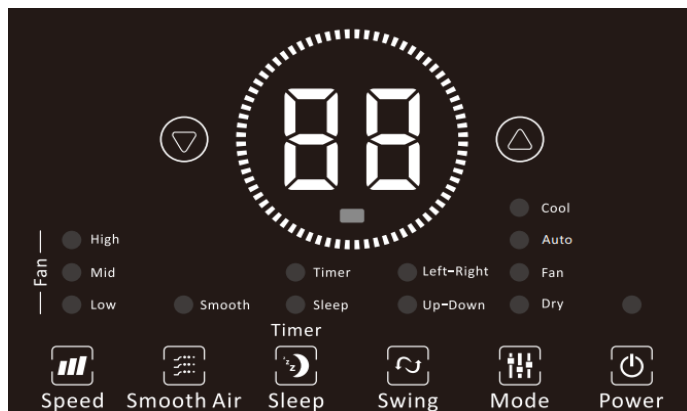 88
Cool
High
Auto
Fan
Mid
Timer
Left-Right
Fan
Low
Smooth
Sleep
Up-Down
Dry
Timer
zz
Speed
Smooth Air
Sleep
Swing
Mode
Power